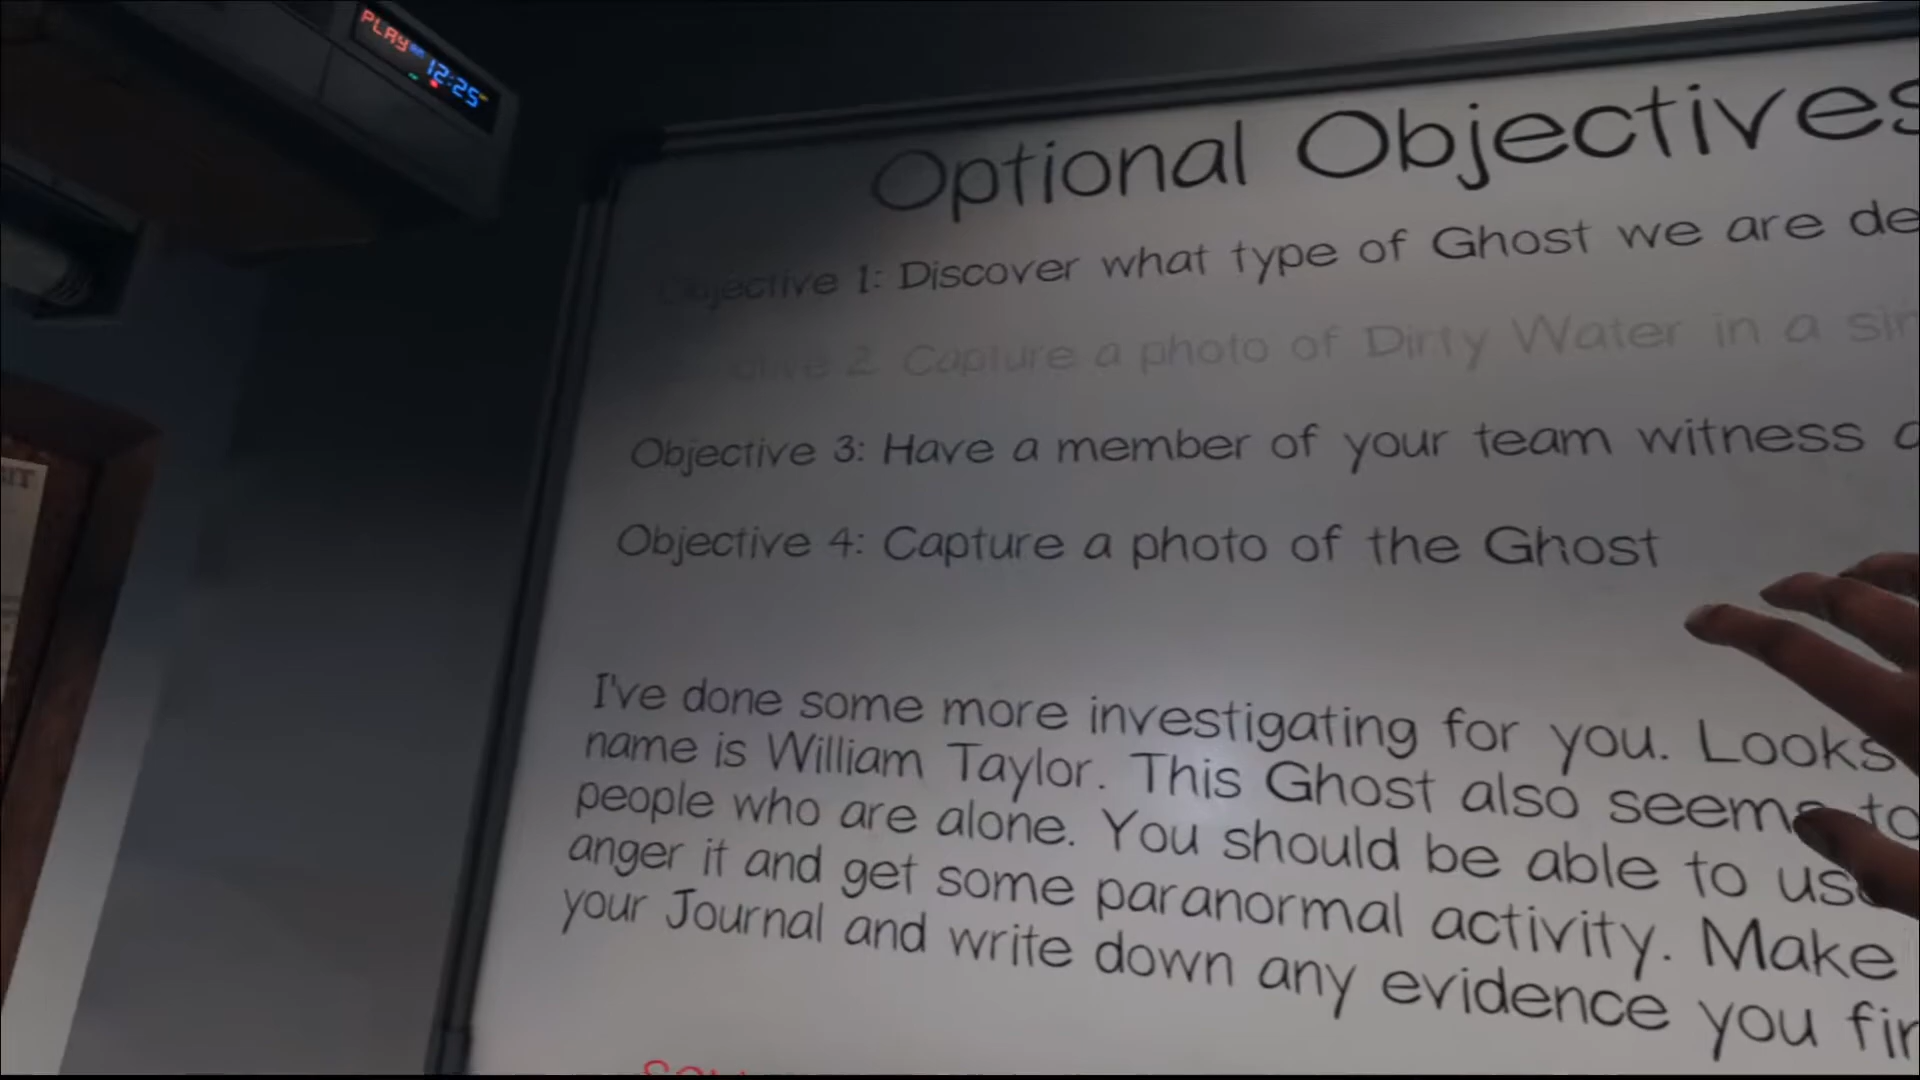 PLAY 12:25
Optional Objectives
Objective 1: Discover what type of Ghost we are de
2 Capture a photo of Dirty Water in a sin
Objective 3: Have a member of your team witness a
Objective 4: Capture a photo of the Ghost
I've done some more investigating for you. Looks
name is William Taylor. This Ghost also seems to
people who are alone. You should be able to use
anger it and get some paranormal activity. Make
your Journal and write down any evidence you fin